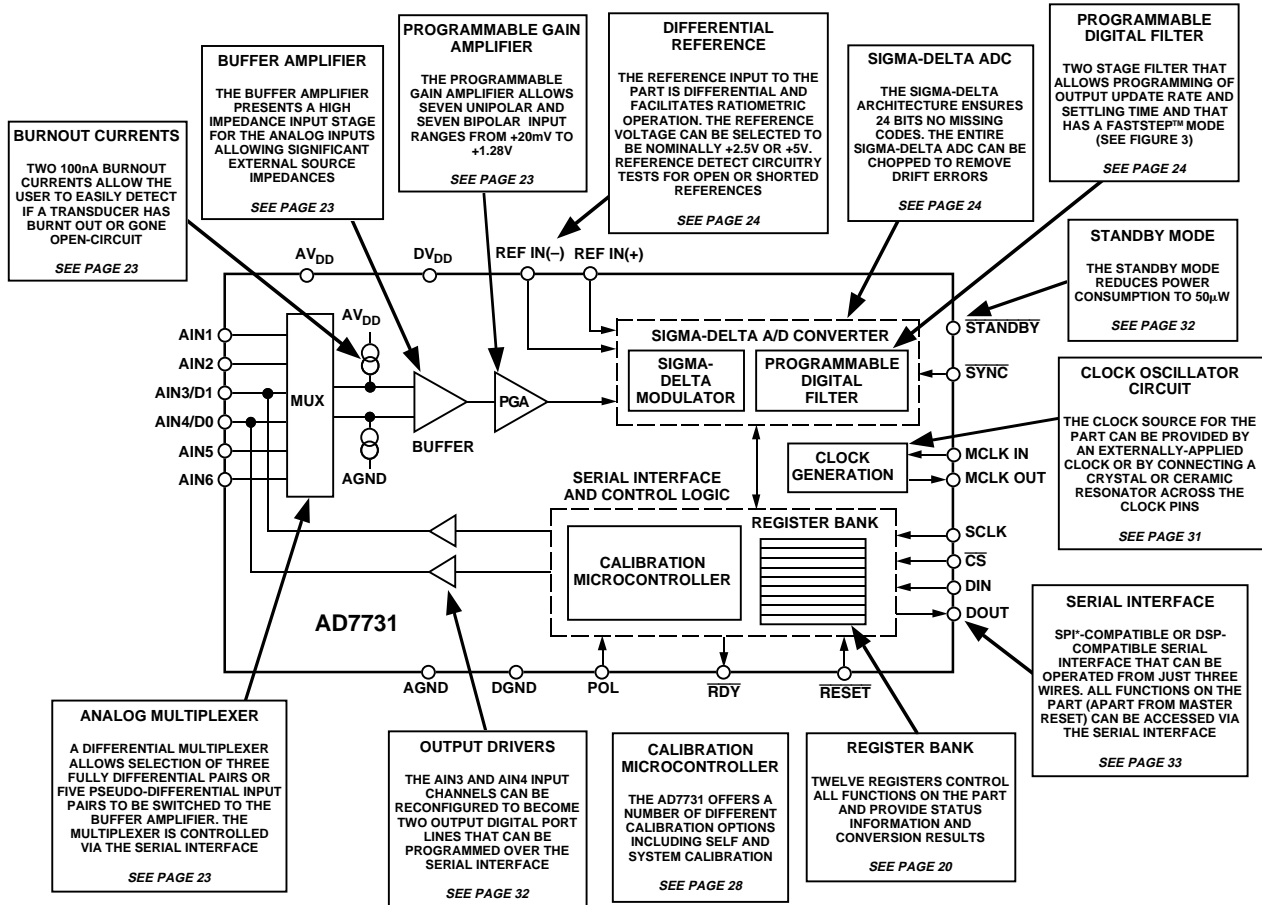 PROGRAMMABLE GAIN
AMPLIFIER
THE PROGRAMMABLE
GAIN AMPLIFIER ALLOWS
SEVEN UNIPOLAR AND
SEVEN BIPOLAR INPUT
RANGES FROM +20mV TO
+1.28V
SEE PAGE 23
DIFFERENTIAL
REFERENCE
THE REFERENCE INPUT TO THE
PART IS DIFFERENTIAL AND
FACILITATES RATIOMETRIC
OPERATION. THE REFERENCE
VOLTAGE CAN BE SELECTED TO
BE NOMINALLY +2.5V OR +5V.
REFERENCE DETECT CIRCUITRY
TESTS FOR OPEN OR SHORTED
REFERENCES
SEE PAGE 24
PROGRAMMABLE
DIGITAL FILTER
TWO STAGE FILTER THAT
ALLOWS PROGRAMMING OF
OUTPUT UPDATE RATE AND
SETTLING TIME AND THAT
HAS A FASTSTEP™ MODE
(SEE FIGURE 3)
SEE PAGE 24
BUFFER AMPLIFIER
THE BUFFER AMPLIFIER
PRESENTS A HIGH
IMPEDANCE INPUT STAGE
FOR THE ANALOG INPUTS
ALLOWING SIGNIFICANT
EXTERNAL SOURCE
IMPEDANCES
SEE PAGE 23
SIGMA-DELTA ADC
THE SIGMA-DELTA
ARCHITECTURE ENSURES
24 BITS NO MISSING
CODES. THE ENTIRE
SIGMA-DELTA ADC CAN BE
CHOPPED TO REMOVE
DRIFT ERRORS
SEE PAGE 24
BURNOUT CURRENTS
TWO 100nA BURNOUT
CURRENTS ALLOW THE
USER TO EASILY DETECT
IF A TRANSDUCER HAS
BURNT OUT OR GONE
OPEN-CIRCUIT
SEE PAGE 23
STANDBY MODE
THE STANDBY MODE
REDUCES POWER
CONSUMPTION TO 50µW
SEE PAGE 32
AVDD
DVDD
REF IN(–)
REF IN(+)
AIN1
AIN2
AIN3/D1
AIN4/D0
AIN5
AIN6
MUX
AVDD
AGND
BUFFER
PGA
SIGMA-DELTA A/D CONVERTER
SIGMA-
DELTA
MODULATOR
PROGRAMMABLE
DIGITAL
FILTER
STANDBY
SYNC
CLOCK
GENERATION
MCLK IN
MCLK OUT
CLOCK OSCILLATOR
CIRCUIT
THE CLOCK SOURCE FOR THE
PART CAN BE PROVIDED BY
AN EXTERNALLY-APPLIED
CLOCK OR BY CONNECTING A
CRYSTAL OR CERAMIC
RESONATOR ACROSS THE
CLOCK PINS
SEE PAGE 31
SERIAL INTERFACE
AND CONTROL LOGIC
REGISTER BANK
CALIBRATION
MICROCONTROLLER
SCLK
CS
DIN
DOUT
AD7731
AGND
DGND
POL
RDY
RESET
SERIAL INTERFACE
SPI*-COMPATIBLE OR DSP-
COMPATIBLE SERIAL
INTERFACE THAT CAN BE
OPERATED FROM JUST THREE
WIRES. ALL FUNCTIONS ON THE
PART (APART FROM MASTER
RESET) CAN BE ACCESSED VIA
THE SERIAL INTERFACE
SEE PAGE 33
ANALOG MULTIPLEXER
A DIFFERENTIAL MULTIPLEXER
ALLOWS SELECTION OF THREE
FULLY DIFFERENTIAL PAIRS OR
FIVE PSEUDO-DIFFERENTIAL INPUT
PAIRS TO BE SWITCHED TO THE
BUFFER AMPLIFIER. THE
MULTIPLEXER IS CONTROLLED
VIA THE SERIAL INTERFACE
SEE PAGE 23
OUTPUT DRIVERS
THE AIN3 AND AIN4 INPUT
CHANNELS CAN BE
RECONFIGURED TO BECOME
TWO OUTPUT DIGITAL PORT
LINES THAT CAN BE
PROGRAMMED OVER THE
SERIAL INTERFACE
SEE PAGE 32
CALIBRATION
MICROCONTROLLER
THE AD7731 OFFERS A
NUMBER OF DIFFERENT
CALIBRATION OPTIONS
INCLUDING SELF AND
SYSTEM CALIBRATION
SEE PAGE 28
REGISTER BANK
TWELVE REGISTERS CONTROL
ALL FUNCTIONS ON THE PART
AND PROVIDE STATUS
INFORMATION AND
CONVERSION RESULTS
SEE PAGE 20